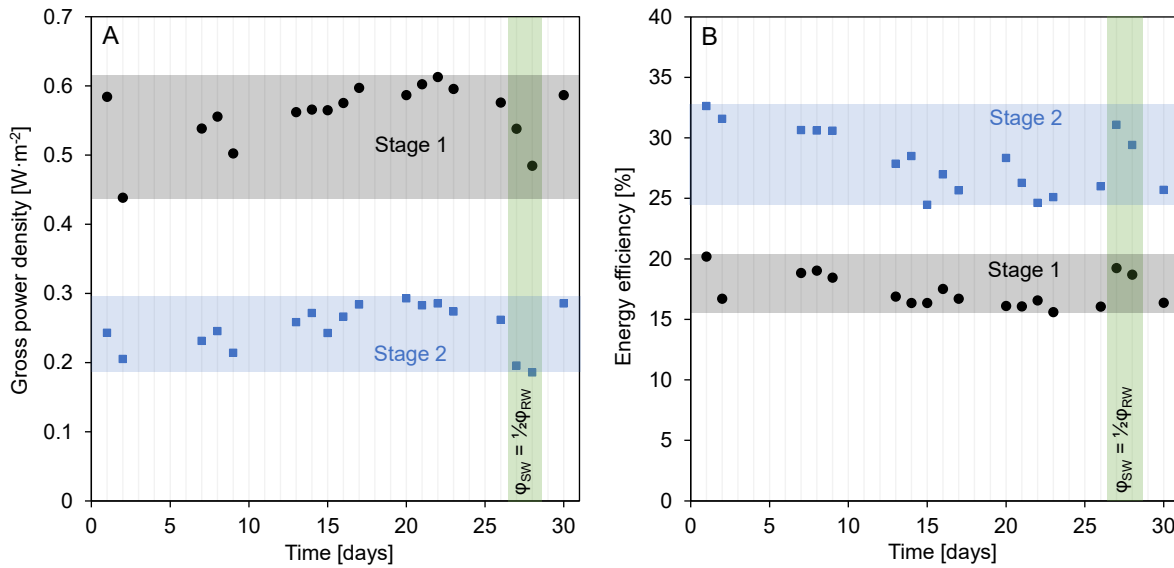 A
Gross power density [W·m⁻²]
0.7
0.6
0.5
0.4
0.3
0.2
0.1
0
Stage 1
Stage 2
φSW = ½φRW
0 5 10 15 20 25 30
Time [days]
B
Energy efficiency [%]
40
35
30
25
20
15
10
5
0
Stage 2
Stage 1
φSW = ½φRW
0 5 10 15 20 25 30
Time [days]